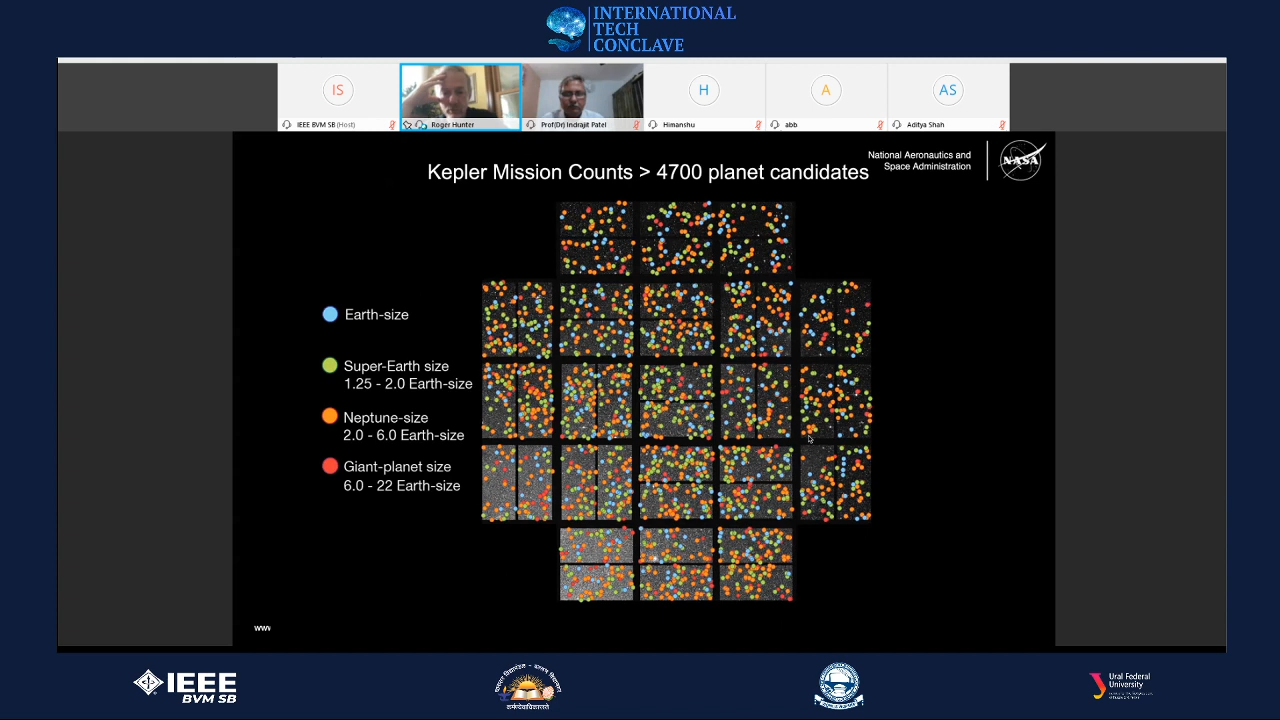 INTERNATIONAL
TECH
CONCLAVE
IS
H
A
AS
IEEE BVM SB (Host)
Roger Hunter
Prof(Dr) Indrajit Patel
Himanshu
abb
Aditya Shah
National Aeronautics and
Space Administration
NASA
Kepler Mission Counts > 4700 planet candidates
Earth-size
Super-Earth size
1.25 - 2.0 Earth-size
Neptune-size
2.0 - 6.0 Earth-size
Giant-planet size
6.0 - 22 Earth-size
www
IEEE
BVM SB
Ural Federal
University